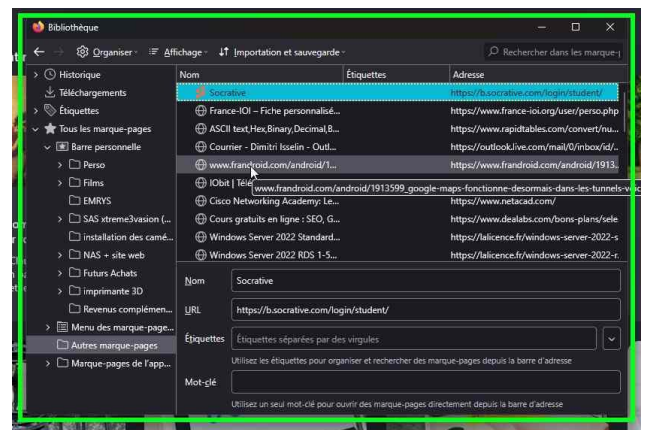 Bibliothèque
Organiser Affichage Importation et sauvegarde Rechercher dans les marque-p
Historique
Téléchargements
Étiquettes
Tous les marque-pages
Barre personnelle
Perso
Films
EMRYS
SAS xtreme3vasion (...
installation des camé...
NAS + site web
Futurs Achats
imprimante 3D
Revenus complémen...
Menu des marque-page...
Autres marque-pages
Marque-pages de l'app...
Nom Étiquettes Adresse
Socrative https://b.socrative.com/login/student/
France-IOI – Fiche personnalisé... https://www.france-ioi.org/user/perso.php
ASCII text,Hex,Binary,Decimal,B... https://www.rapidtables.com/convert/nu...
Courrier - Dimitri Isselin - Outl... https://outlook.live.com/mail/0/inbox/id/..
www.frandroid.com/android/1... https://www.frandroid.com/android/1913..
IObit | Télé
www.frandroid.com/android/1913599_google-maps-fonctionne-desormais-dans-les-tunnels-voic
Cisco Networking Academy: Le... https://www.netacad.com/
Cours gratuits en ligne : SEO, G... https://www.dealabs.com/bons-plans/sele
Windows Server 2022 Standard... https://lalicence.fr/windows-server-2022-s
Windows Server 2022 RDS 1-5... https://lalicence.fr/windows-server-2022-r.
Nom Socrative
URL https://b.socrative.com/login/student/
Étiquettes Étiquettes séparées par des virgules
Utilisez les étiquettes pour organiser et rechercher des marque-pages depuis la barre d'adresse
Mot-clé
Utilisez un seul mot-clé pour ouvrir des marque-pages directement depuis la barre d'adresse